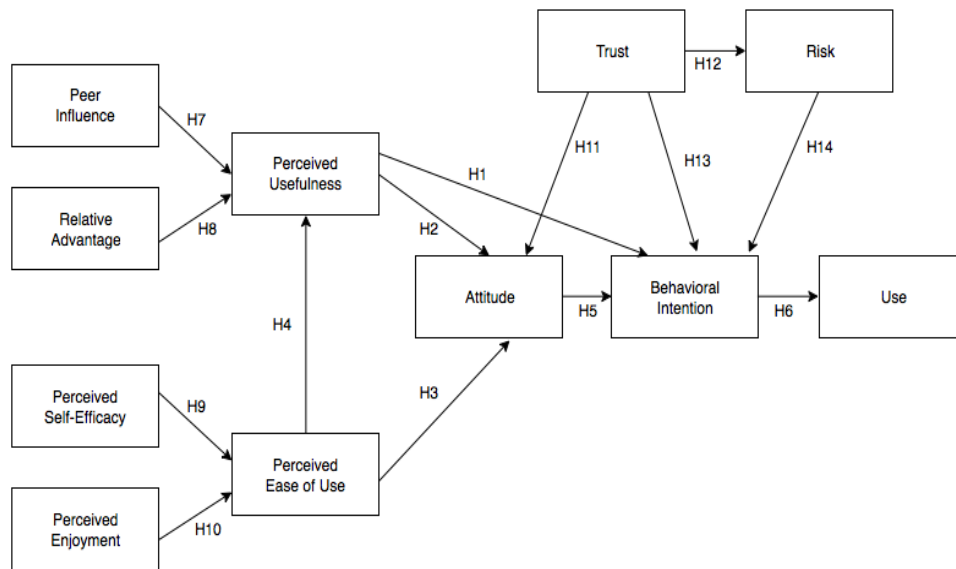 Trust
Risk
H12
Peer
Influence
H7
H11
H13
H14
Perceived
Usefulness
H1
Relative
Advantage
H8
H2
Attitude
H5
Behavioral
Intention
H6
Use
H4
H3
Perceived
Self-Efficacy
H9
Perceived
Ease of Use
Perceived
Enjoyment
H10